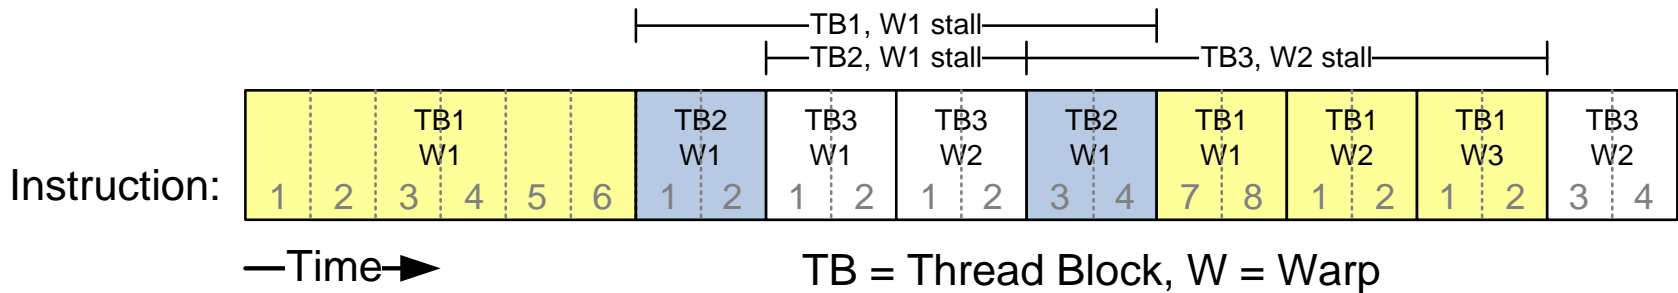 TB1, W1 stall
TB2, W1 stall TB3, W2 stall
TB1 TB2 TB3 TB3 TB2 TB1 TB1 TB1 TB3
W1 W1 W1 W2 W1 W1 W2 W3 W2
Instruction: 1 2 3 4 5 6 1 2 1 2 1 2 3 4 7 8 1 2 1 2 3 4
Time TB = Thread Block, W = Warp